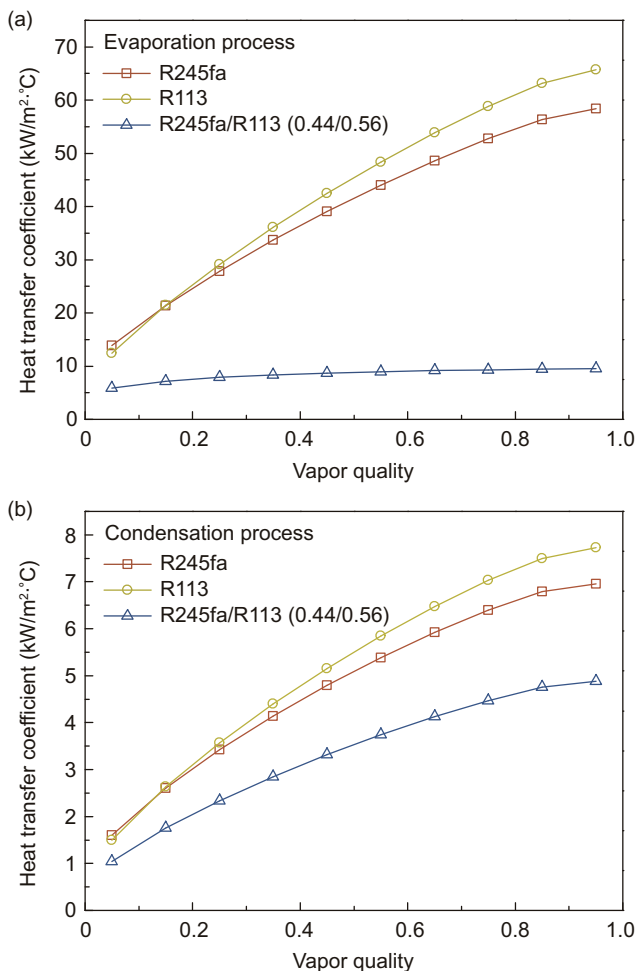 (a)
Evaporation process
R245fa
R113
R245fa/R113 (0.44/0.56)
Heat transfer coefficient (kW/m²·°C)
70
60
50
40
30
20
10
0
0 0.2 0.4 0.6 0.8 1.0
Vapor quality
(b)
Condensation process
R245fa
R113
R245fa/R113 (0.44/0.56)
Heat transfer coefficient (kW/m²·°C)
8
7
6
5
4
3
2
1
0
0 0.2 0.4 0.6 0.8 1.0
Vapor quality